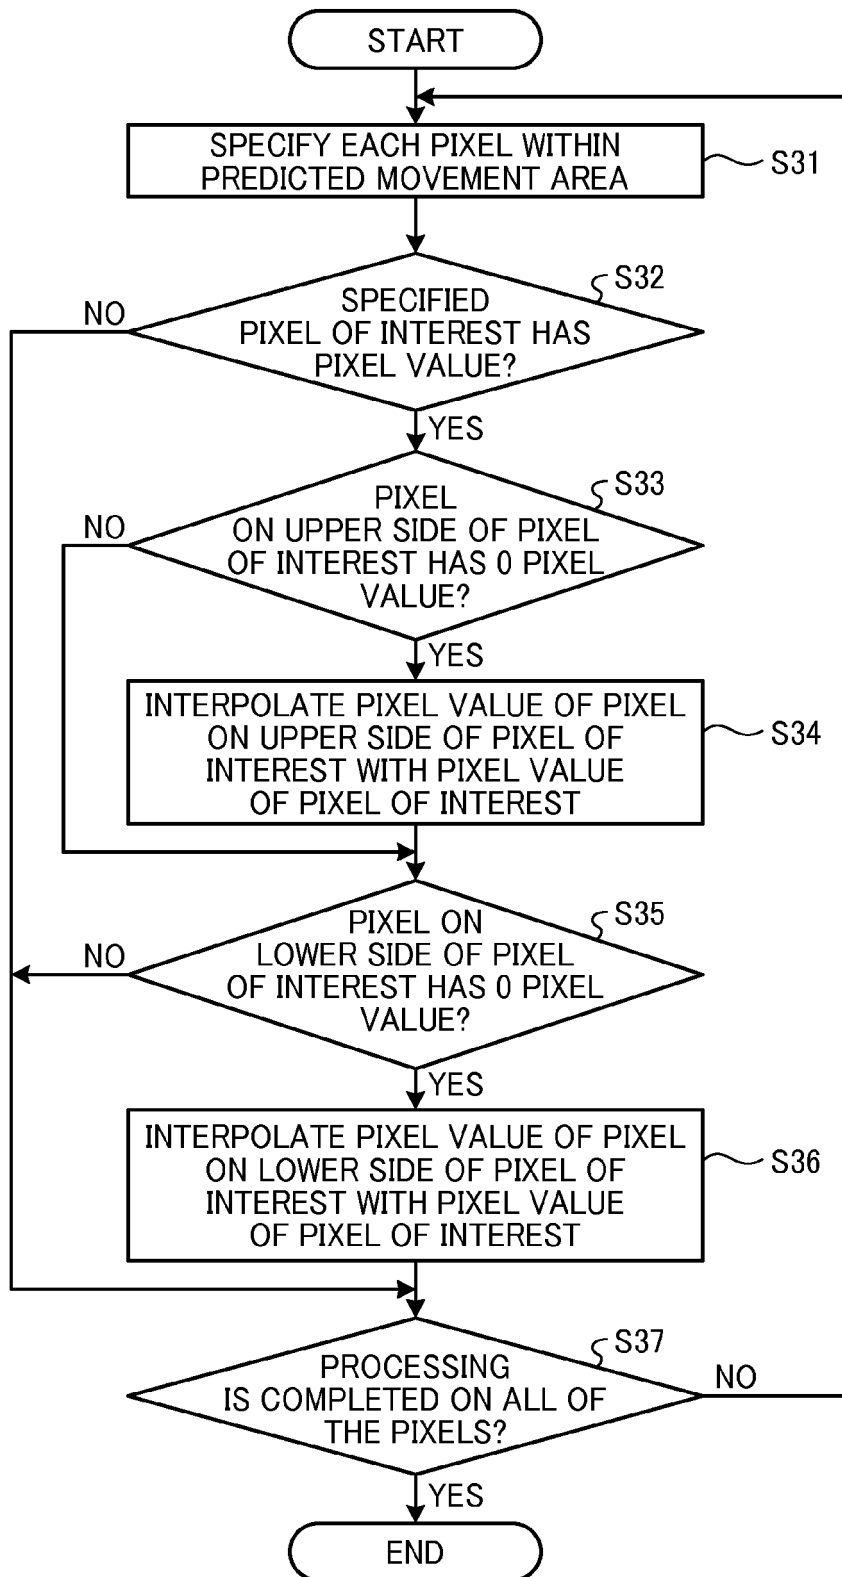 START
SPECIFY EACH PIXEL WITHIN
PREDICTED MOVEMENT AREA
S31
S32
NO
SPECIFIED
PIXEL OF INTEREST HAS
PIXEL VALUE?
YES
S33
NO
PIXEL
ON UPPER SIDE OF PIXEL
OF INTEREST HAS 0 PIXEL
VALUE?
YES
INTERPOLATE PIXEL VALUE OF PIXEL
ON UPPER SIDE OF PIXEL OF
INTEREST WITH PIXEL VALUE
OF PIXEL OF INTEREST
S34
S35
NO
PIXEL ON
LOWER SIDE OF PIXEL
OF INTEREST HAS 0 PIXEL
VALUE?
YES
INTERPOLATE PIXEL VALUE OF PIXEL
ON LOWER SIDE OF PIXEL OF
INTEREST WITH PIXEL VALUE
OF PIXEL OF INTEREST
S36
S37
PROCESSING
IS COMPLETED ON ALL OF
THE PIXELS?
NO
YES
END